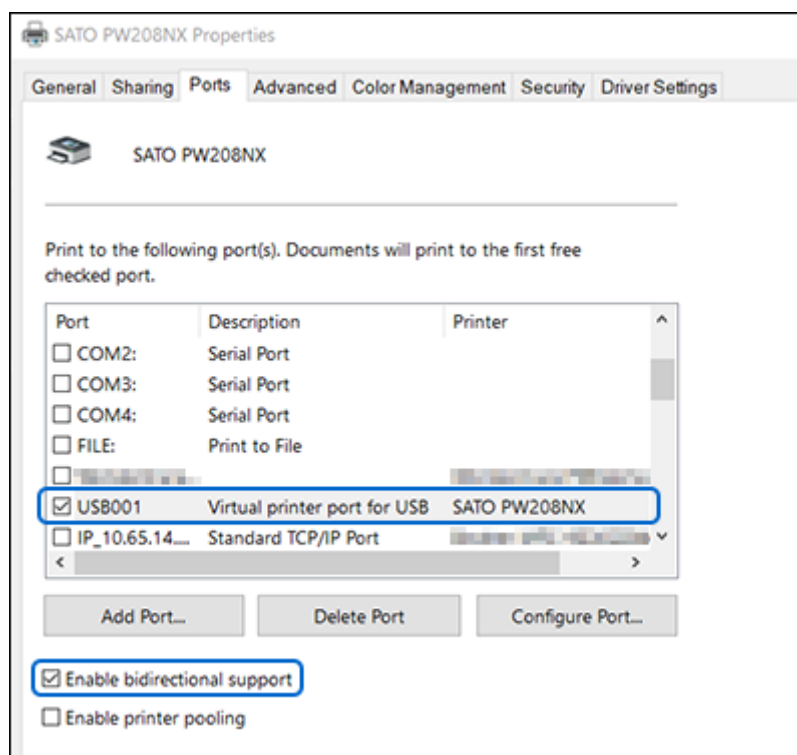 SATO PW208NX Properties
General Sharing Ports Advanced Color Management Security Driver Settings
SATO PW208NX
Print to the following port(s). Documents will print to the first free
checked port.
Port Description Printer
COM2: Serial Port
COM3: Serial Port
COM4: Serial Port
FILE: Print to File
USB001 Virtual printer port for USB SATO PW208NX
IP_10.65.14.... Standard TCP/IP Port
Add Port... Delete Port Configure Port...
Enable bidirectional support
Enable printer pooling